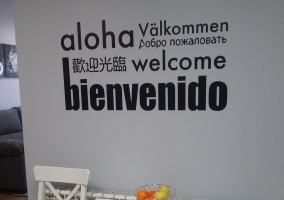 aloha Välkommen
Добро пожаловать
歡迎光臨 welcome
bienvenido